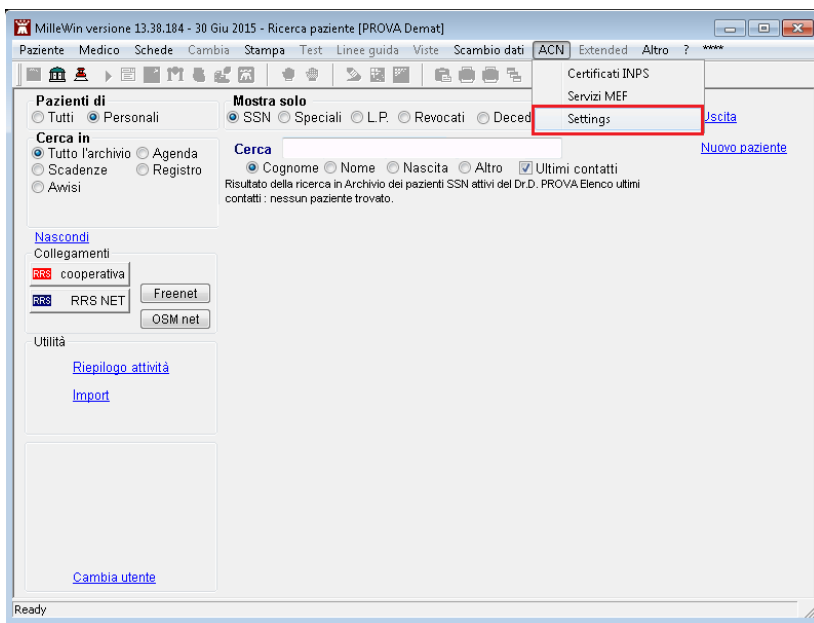 MilleWin versione 13.38.184 - 30 Giu 2015 - Ricerca paziente [PROVA Demat]
Paziente Medico Schede Cambia Stampa Test Linee guida Viste Scambio dati ACN Extended Altro ? ****
Certificati INPS
Servizi MEF
Settings
Pazienti di
Tutti Personali
Mostra solo
SSN Speciali L.P. Revocati Deced
Uscita
Cerca in
Tutto l'archivio Agenda
Scadenze Registro
Avvisi
Cerca
Cognome Nome Nascita Altro Ultimi contatti
Nuovo paziente
Risultato della ricerca in Archivio dei pazienti SSN attivi del Dr.D. PROVA Elenco ultimi
contatti : nessun paziente trovato.
Nascondi
Collegamenti
RRS cooperativa
RRS RRS NET
Freenet
OSM net
Utilità
Riepilogo attività
Import
Cambia utente
Ready